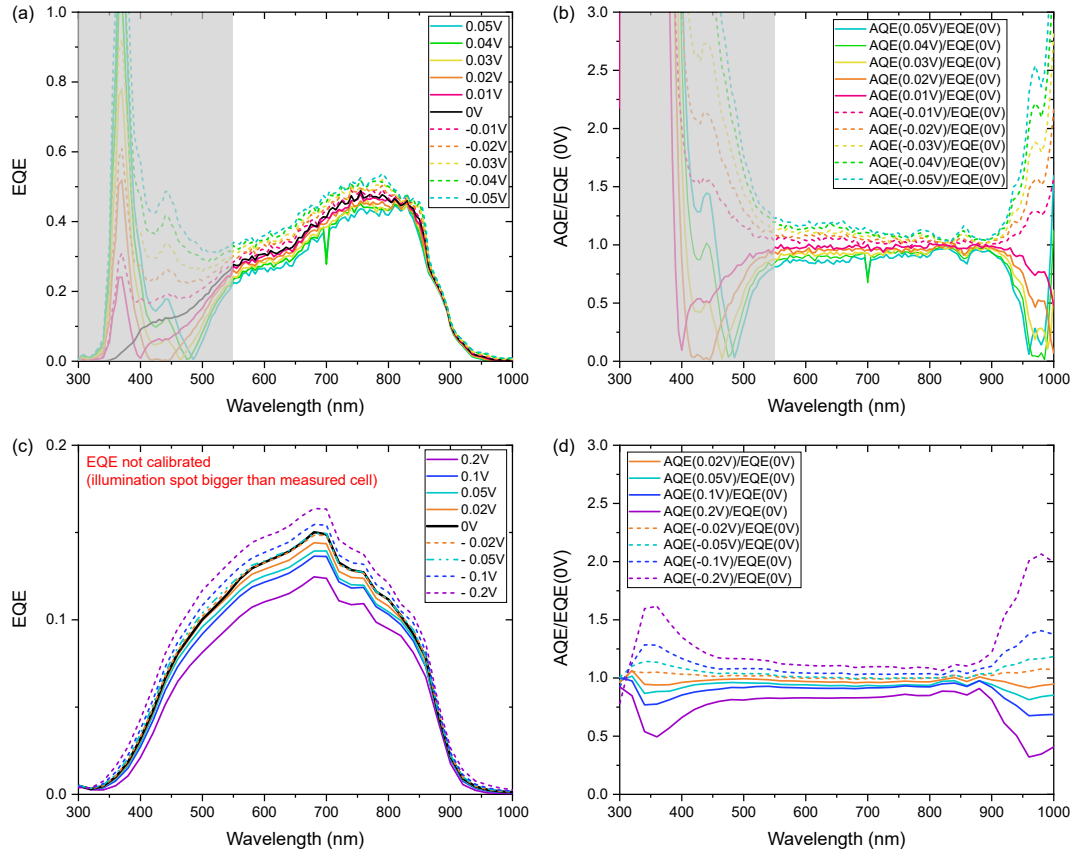 (a)
EQE
1.0
0.8
0.6
0.4
0.2
0.0
300 400 500 600 700 800 900 1000
Wavelength (nm)
0.05V
0.04V
0.03V
0.02V
0.01V
0V
-0.01V
-0.02V
-0.03V
-0.04V
-0.05V
(b)
AQE/EQE (0V)
3.0
2.5
2.0
1.5
1.0
0.5
0.0
300 400 500 600 700 800 900 1000
Wavelength (nm)
AQE(0.05V)/EQE(0V)
AQE(0.04V)/EQE(0V)
AQE(0.03V)/EQE(0V)
AQE(0.02V)/EQE(0V)
AQE(0.01V)/EQE(0V)
AQE(-0.01V)/EQE(0V)
AQE(-0.02V)/EQE(0V)
AQE(-0.03V)/EQE(0V)
AQE(-0.04V)/EQE(0V)
AQE(-0.05V)/EQE(0V)
(c)
EQE
0.2
0.1
0.0
300 400 500 600 700 800 900 1000
Wavelength (nm)
EQE not calibrated
(illumination spot bigger than measured cell)
0.2V
0.1V
0.05V
0.02V
0V
- 0.02V
- 0.05V
- 0.1V
- 0.2V
(d)
AQE/EQE(0V)
3.0
2.5
2.0
1.5
1.0
0.5
0.0
300 400 500 600 700 800 900 1000
Wavelength (nm)
AQE(0.02V)/EQE(0V)
AQE(0.05V)/EQE(0V)
AQE(0.1V)/EQE(0V)
AQE(0.2V)/EQE(0V)
AQE(-0.02V)/EQE(0V)
AQE(-0.05V)/EQE(0V)
AQE(-0.1V)/EQE(0V)
AQE(-0.2V)/EQE(0V)